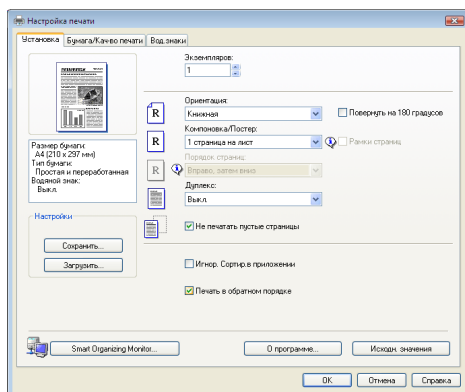 Настройка печати
Установка Бумага/Кач-во печати Вод.знаки
Экземпляров:
1
Ориентация:
R Книжная Повернуть на 180 градусов
Компоновка/Постер:
R 1 страница на лист Рамки страниц
Порядок страниц:
R Вправо, затем вниз
Дуплекс:
Выкл.
Не печатать пустые страницы
Размер бумаги:
A4 (210 x 297 мм)
Тип бумаги:
Простая и переработанная
Водяной знак:
Выкл.
Настройки
Сохранить...
Загрузить...
Игнор. Сортир.в приложении
Печать в обратном порядке
Smart Organizing Monitor... О программе... Исходн. значения
OK Отмена Справка